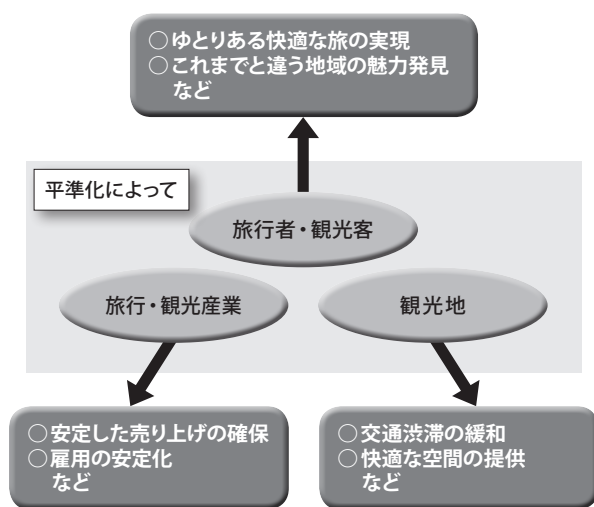 ○ゆとりある快適な旅の実現
○これまでと違う地域の魅力発見
など
平準化によって
旅行者・観光客
旅行・観光産業
観光地
○安定した売り上げの確保
○雇用の安定化
など
○交通渋滞の緩和
○快適な空間の提供
など